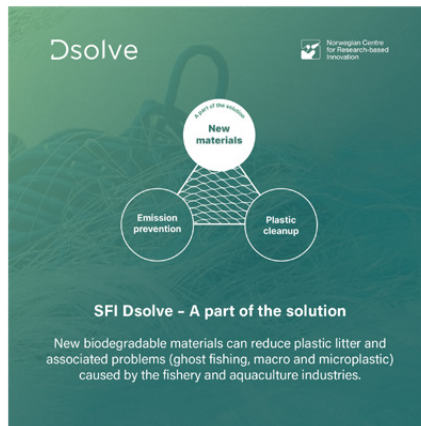 Dsolve
Norwegian Centre
for Research-based
Innovation
A part of the solution
New
materials
Emission
prevention
Plastic
cleanup
SFI Dsolve – A part of the solution
New biodegradable materials can reduce plastic litter and
associated problems (ghost fishing, macro and microplastic)
caused by the fishery and aquaculture industries.